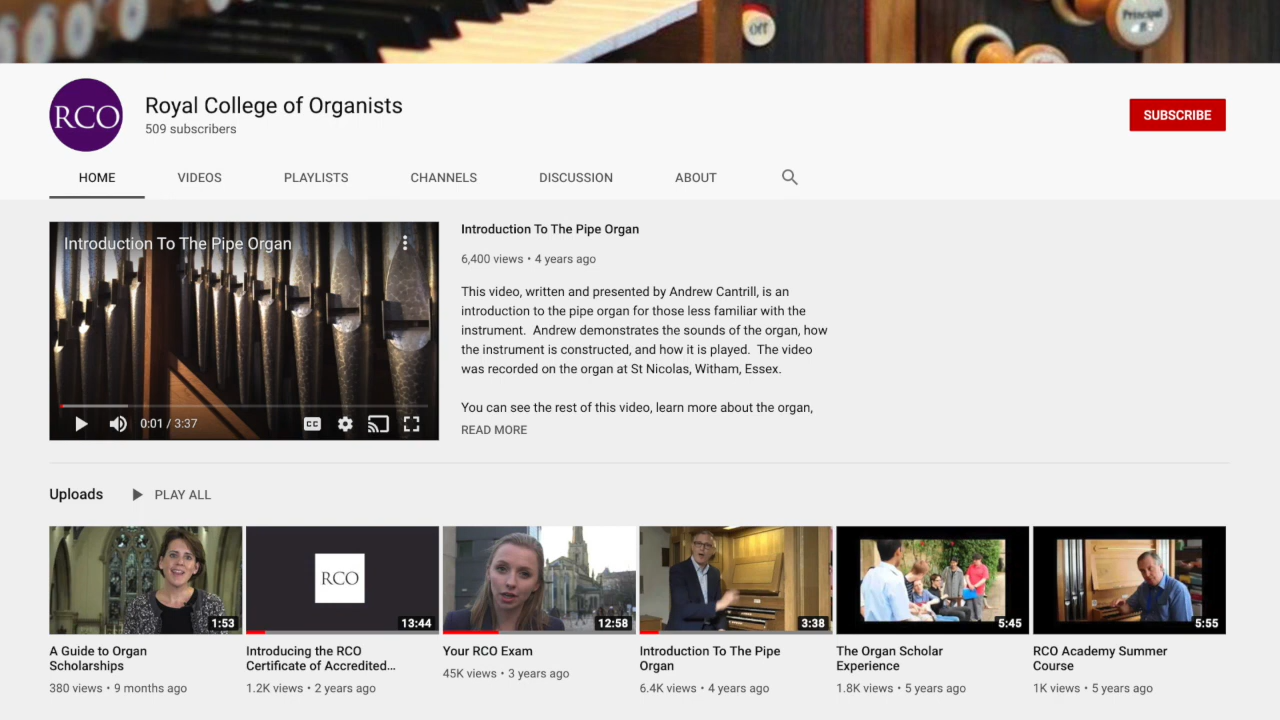 Off
Principal
8ft
RCO
Royal College of Organists
509 subscribers
SUBSCRIBE
HOME
VIDEOS
PLAYLISTS
CHANNELS
DISCUSSION
ABOUT
Introduction To The Pipe Organ
0:01 / 3:37
CC
Introduction To The Pipe Organ
6,400 views • 4 years ago
This video, written and presented by Andrew Cantrill, is an
introduction to the pipe organ for those less familiar with the
instrument.  Andrew demonstrates the sounds of the organ, how
the instrument is constructed, and how it is played.  The video
was recorded on the organ at St Nicolas, Witham, Essex.
You can see the rest of this video, learn more about the organ,
READ MORE
Uploads
PLAY ALL
1:53
RCO
13:44
12:58
3:38
5:45
5:55
A Guide to Organ
Scholarships
380 views • 9 months ago
Introducing the RCO
Certificate of Accredited...
1.2K views • 2 years ago
Your RCO Exam
45K views • 3 years ago
Introduction To The Pipe
Organ
6.4K views • 4 years ago
The Organ Scholar
Experience
1.8K views • 5 years ago
RCO Academy Summer
Course
1K views • 5 years ago